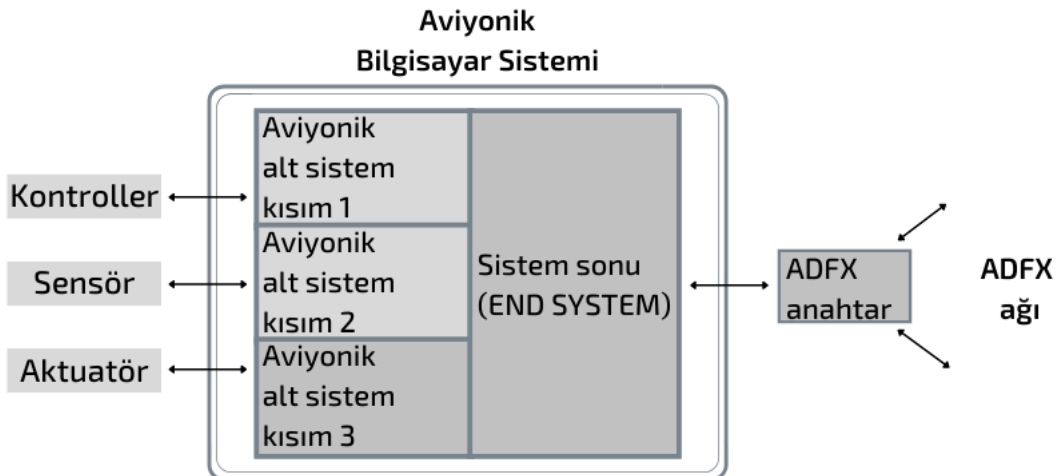 Aviyonik
Bilgisayar Sistemi
Kontroller
Sensör
Aktuatör
Aviyonik
alt sistem
kısım 1
Aviyonik
alt sistem
kısım 2
Aviyonik
alt sistem
kısım 3
Sistem sonu
(END SYSTEM)
ADFX
anahtar
ADFX
ağı